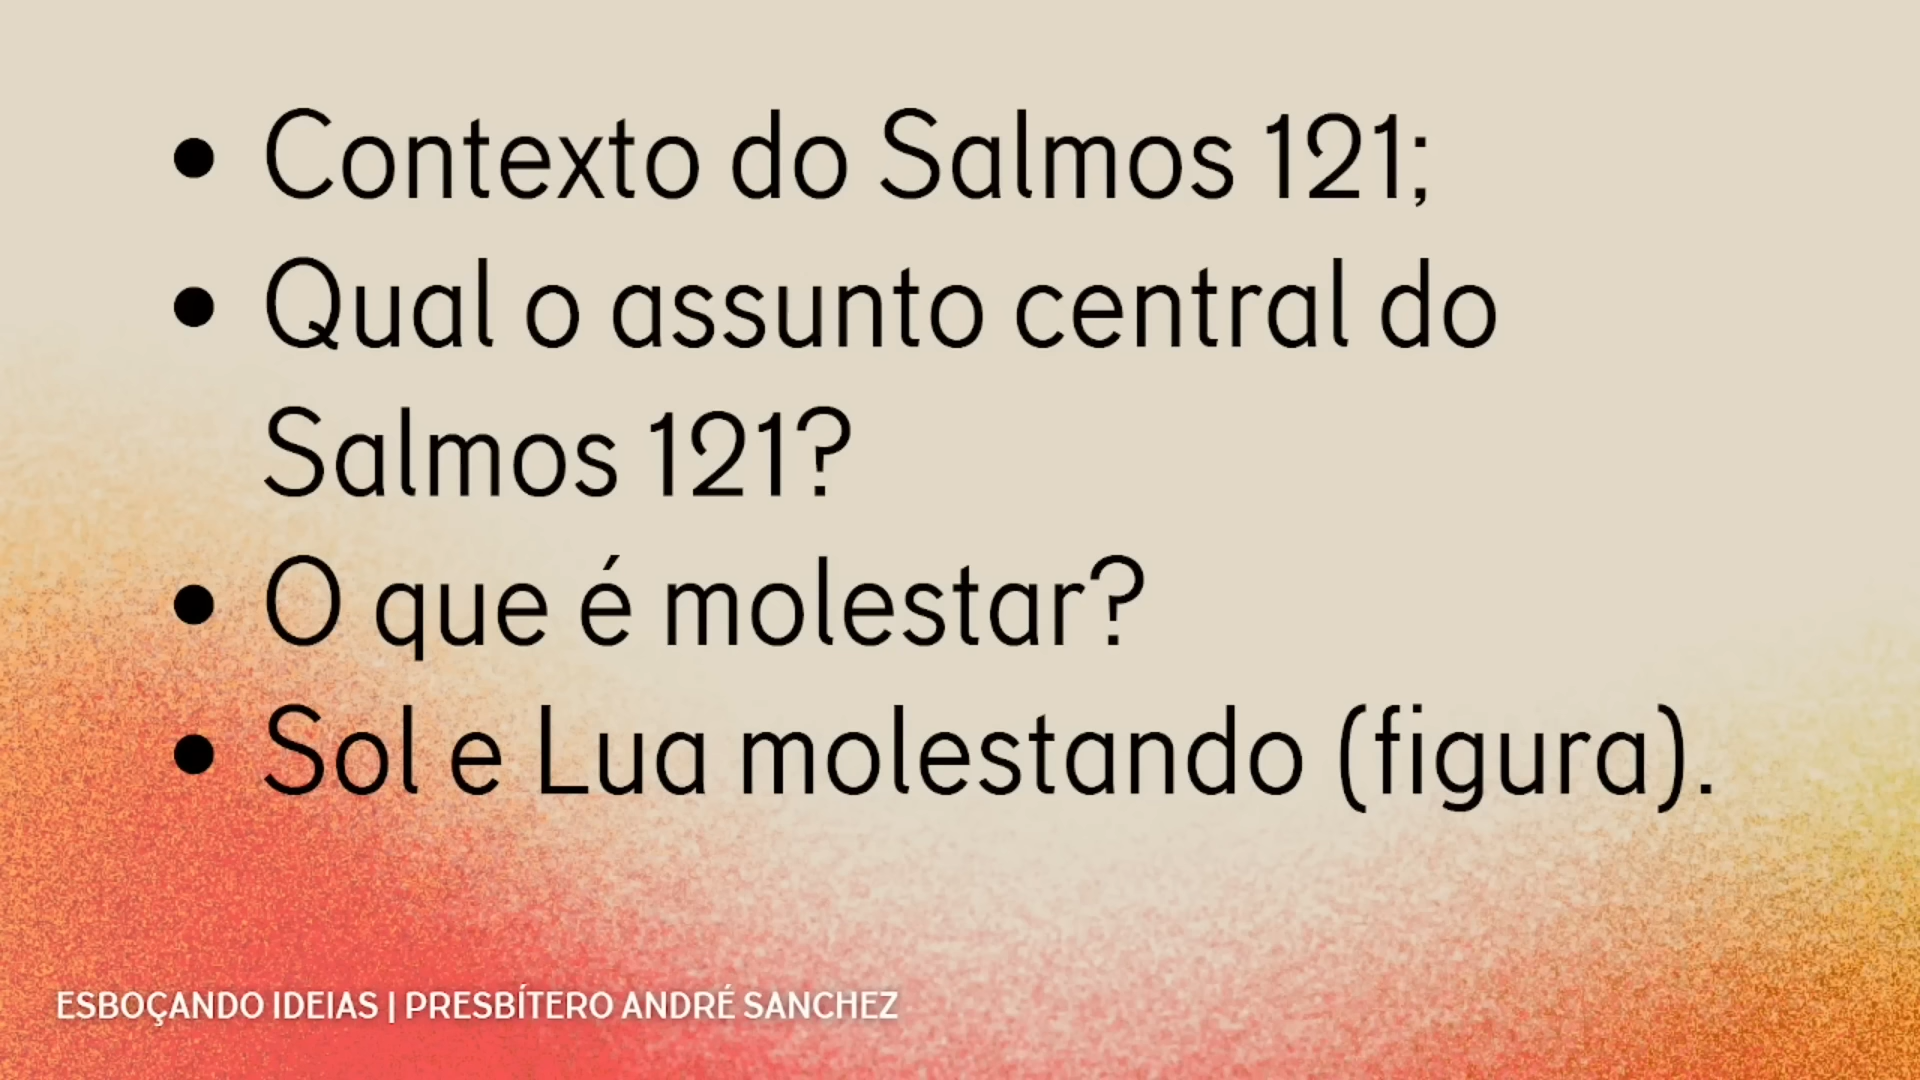 • Contexto do Salmos 121;
• Qual o assunto central do
Salmos 121?
• O que é molestar?
• Sol e Lua molestando (figura).
ESBOÇANDO IDEIAS | PRESBÍTERO ANDRÉ SANCHEZ